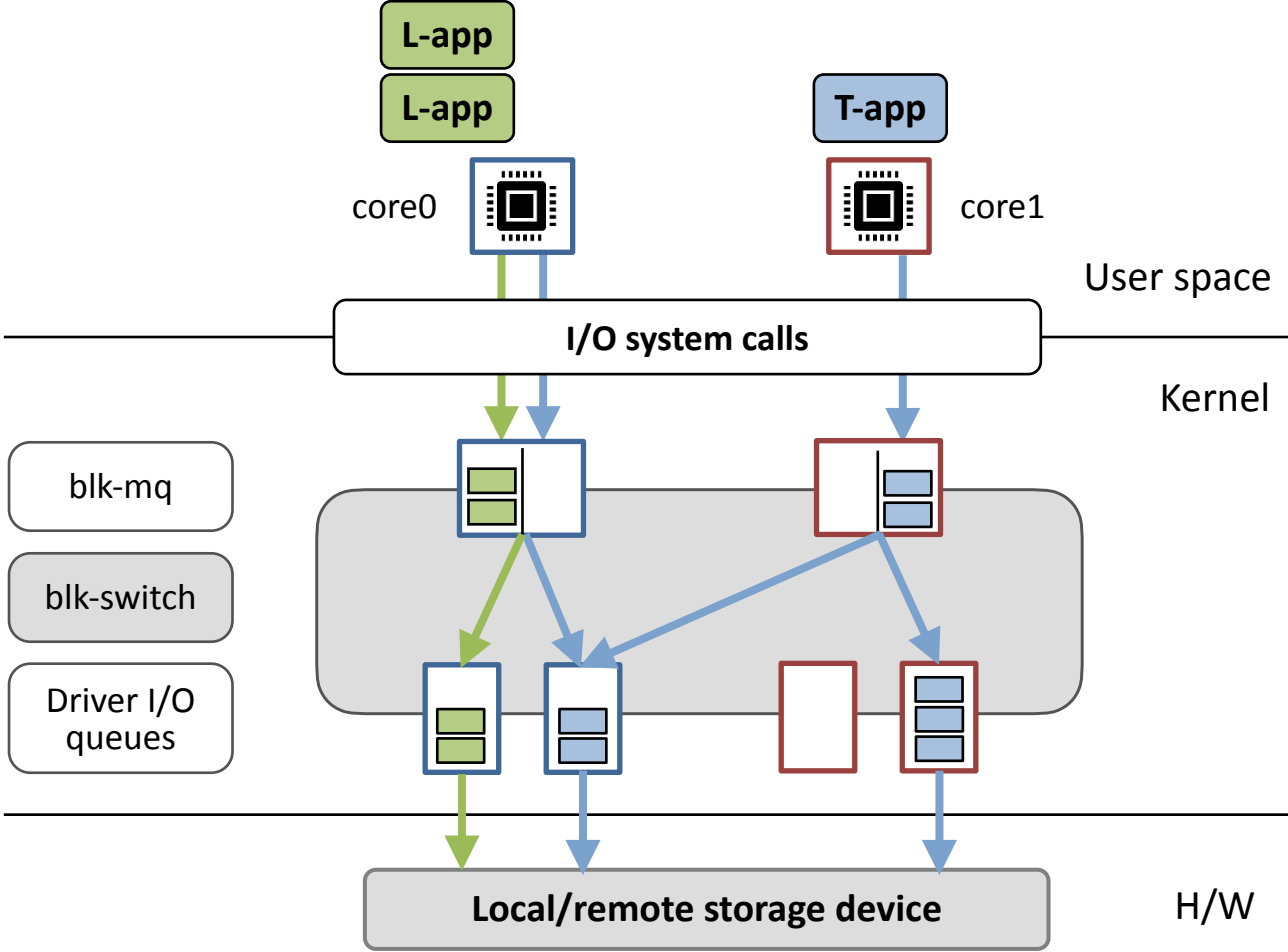 L-app
L-app
T-app
core0
core1
User space
I/O system calls
Kernel
blk-mq
blk-switch
Driver I/O
queues
Local/remote storage device
H/W